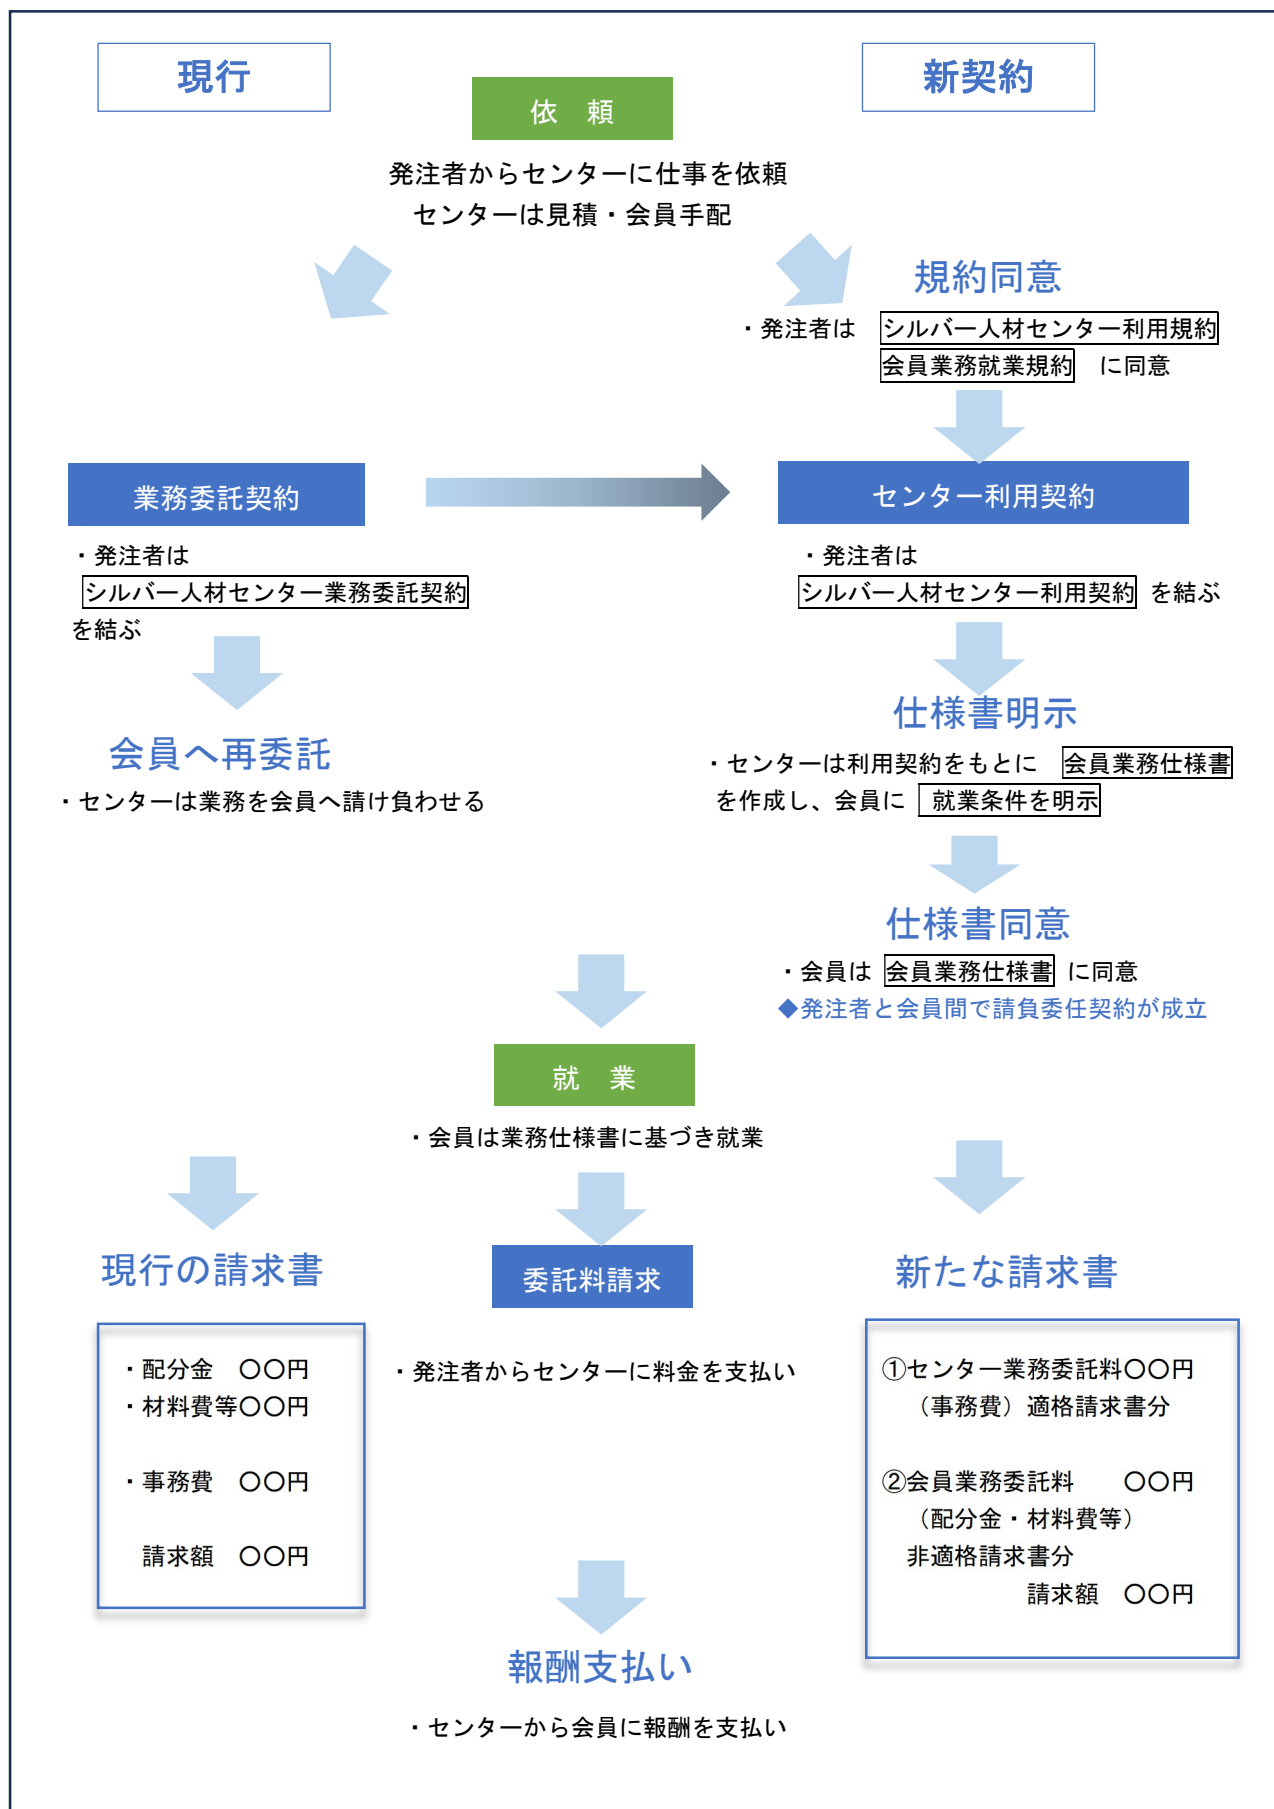 現行
新契約
依　頼
発注者からセンターに仕事を依頼
センターは見積・会員手配
規約同意
・発注者は　シルバー人材センター利用規約
会員業務就業規約　に同意
業務委託契約
センター利用契約
・発注者は
シルバー人材センター業務委託契約
を結ぶ
・発注者は
シルバー人材センター利用契約 を結ぶ
会員へ再委託
・センターは業務を会員へ請け負わせる
仕様書明示
・センターは利用契約をもとに　会員業務仕様書
を作成し、会員に　就業条件を明示
仕様書同意
・会員は 会員業務仕様書 に同意
◆発注者と会員間で請負委任契約が成立
就　業
・会員は業務仕様書に基づき就業
現行の請求書
・配分金　〇〇円
・材料費等〇〇円
・事務費　〇〇円
請求額　〇〇円
委託料請求
・発注者からセンターに料金を支払い
新たな請求書
①センター業務委託料〇〇円
（事務費）適格請求書分
②会員業務委託料　　〇〇円
（配分金・材料費等）
非適格請求書分
請求額　〇〇円
報酬支払い
・センターから会員に報酬を支払い